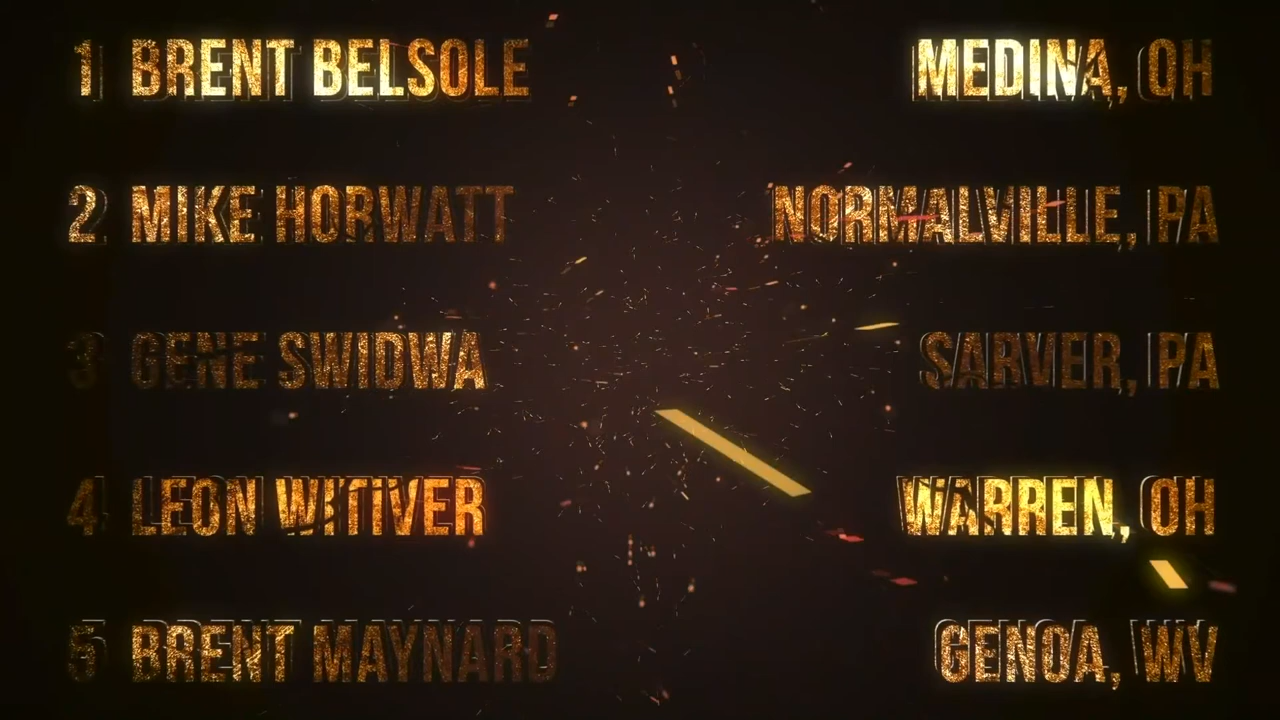 1 BRENT BELSOLE MEDINA, OH
2 MIKE HORWATT NORMALVILLE, PA
3 GENE SWIDWA SARVER, PA
4 LEON WITIVER WARREN, OH
5 BRENT MAYNARD GENOA, WV